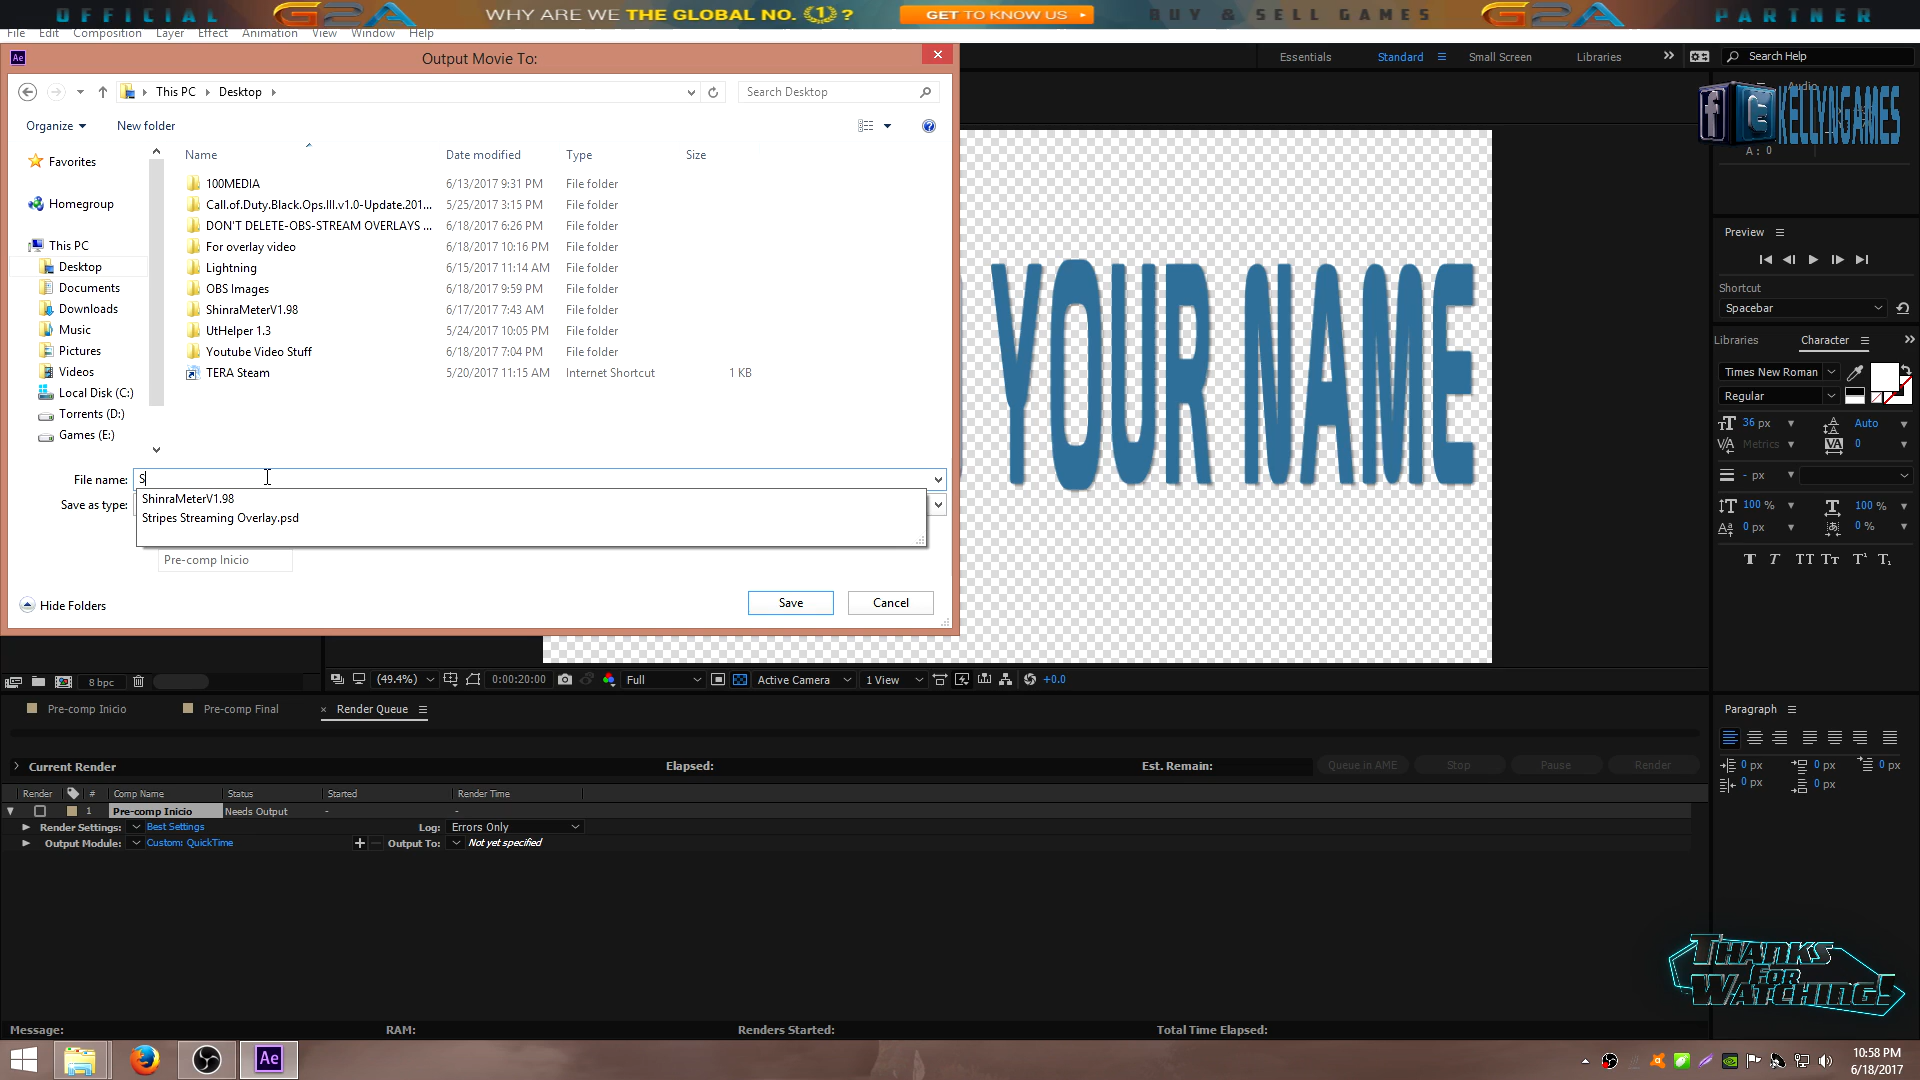 OFFICIAL G2A WHY ARE WE THE GLOBAL NO. 1 ? GET TO KNOW US BUY & SELL GAMES G2A PARTNER
File Edit Composition Layer Effect Animation View Window Help
Ae Output Movie To:
Essentials Standard Small Screen Libraries Search Help
This PC Desktop Search Desktop
Audio
f t KELLYNGAMES
Organize New folder
A : 0
Name Date modified Type Size
Favorites
Homegroup
This PC
Desktop
Documents
Downloads
Music
Pictures
Videos
Local Disk (C:)
Torrents (D:)
Games (E:)
100MEDIA 6/13/2017 9:31 PM File folder
Call.of.Duty.Black.Ops.III.v1.0-Update.201... 5/25/2017 3:15 PM File folder
DON'T DELETE-OBS-STREAM OVERLAYS ... 6/18/2017 6:26 PM File folder
For overlay video 6/18/2017 10:16 PM File folder
Lightning 6/15/2017 11:14 AM File folder
OBS Images 6/18/2017 9:59 PM File folder
ShinraMeterV1.98 6/17/2017 7:43 AM File folder
UtHelper 1.3 5/24/2017 10:05 PM File folder
Youtube Video Stuff 6/18/2017 7:04 PM File folder
TERA Steam 5/20/2017 11:15 AM Internet Shortcut 1 KB
File name: S
ShinraMeterV1.98
Save as type:
Stripes Streaming Overlay.psd
Pre-comp Inicio
Hide Folders Save Cancel
YOUR NAME
Preview
Shortcut
Spacebar
Libraries Character
Times New Roman
Regular
36 px Auto
Metrics 0
- px
100 % 100 %
0 px 0 %
T T TT Tt T¹ T₁
8 bpc (49.4%) 0:00:20:00 Full Active Camera 1 View +0.0
Pre-comp Inicio Pre-comp Final × Render Queue
Paragraph
0 px 0 px 0 px
0 px 0 px
Current Render Elapsed: Est. Remain: Queue in AME Stop Pause Render
Render # Comp Name Status Started Render Time
1 Pre-comp Inicio Needs Output - -
Render Settings: Best Settings Log: Errors Only
Output Module: Custom: QuickTime Output To: Not yet specified
THANKS FOR WATCHING!
Message: RAM: Renders Started: Total Time Elapsed:
Ae
10:58 PM
6/18/2017